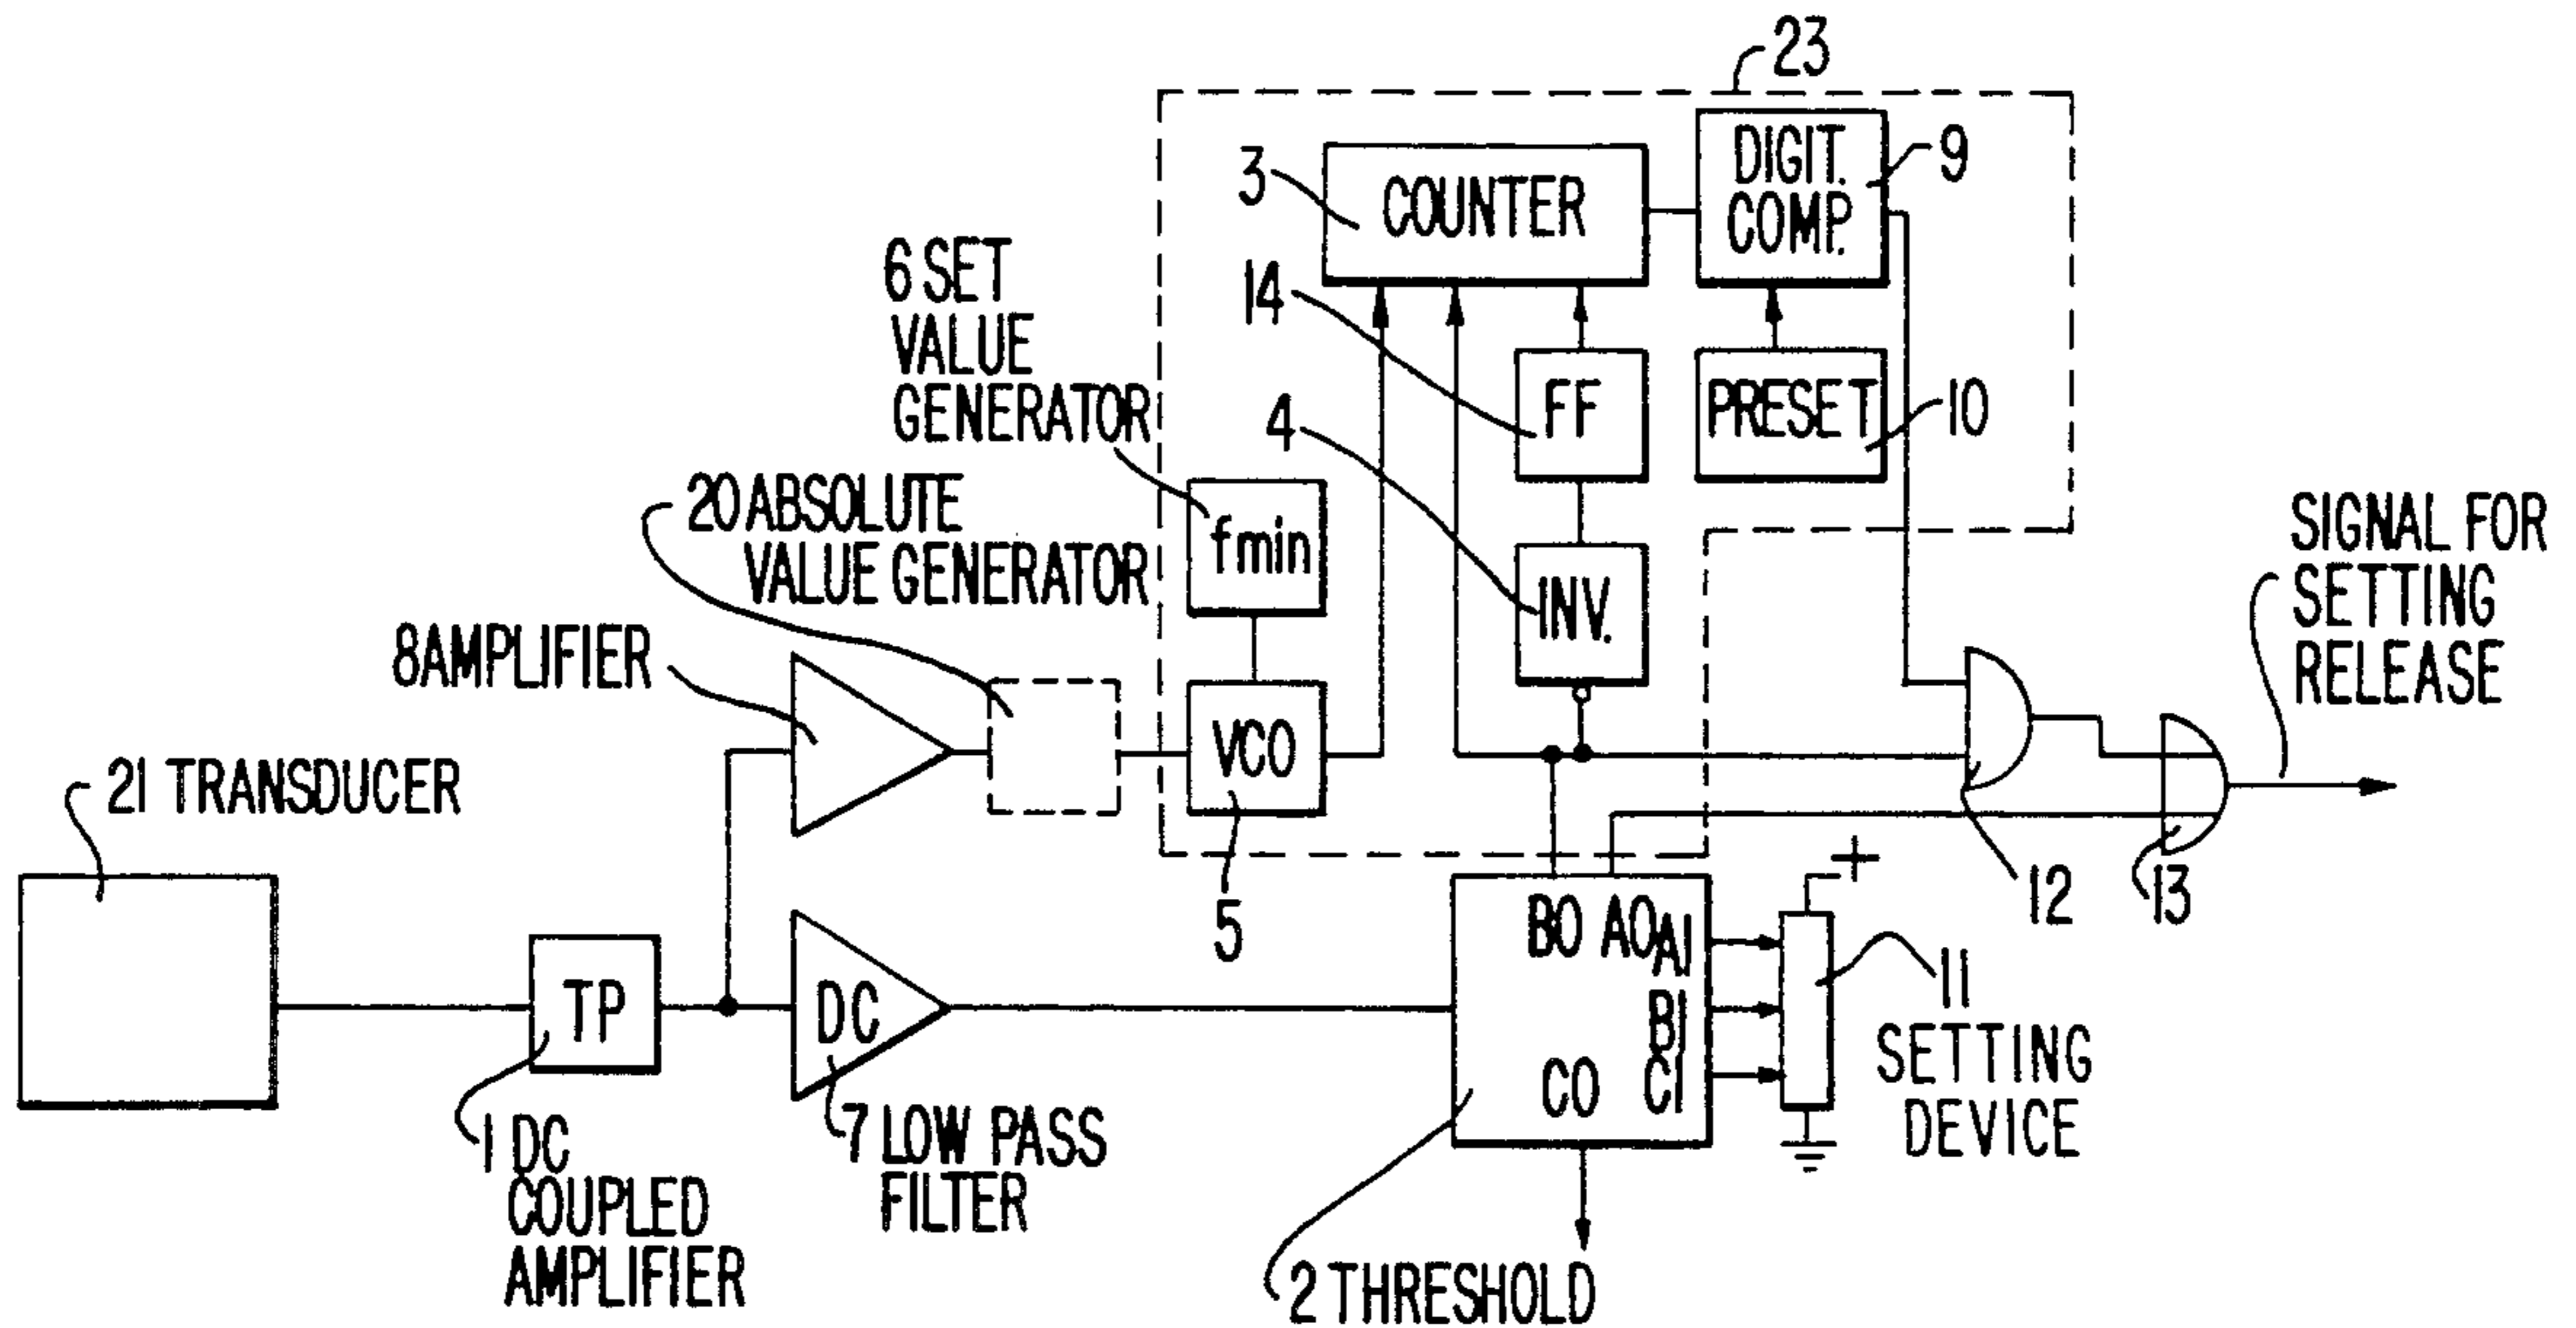 23
3
COUNTER
DIGIT.
COMP.
9
6 SET
VALUE
GENERATOR
14
FF
PRESET
10
4
20 ABSOLUTE
VALUE GENERATOR
fmin
INV.
SIGNAL FOR
SETTING
RELEASE
8 AMPLIFIER
VCO
21 TRANSDUCER
5
12
13
+
BO AO
AI
BI
CO CI
11
SETTING
DEVICE
TP
DC
1 DC
COUPLED
AMPLIFIER
7 LOW PASS
FILTER
2 THRESHOLD